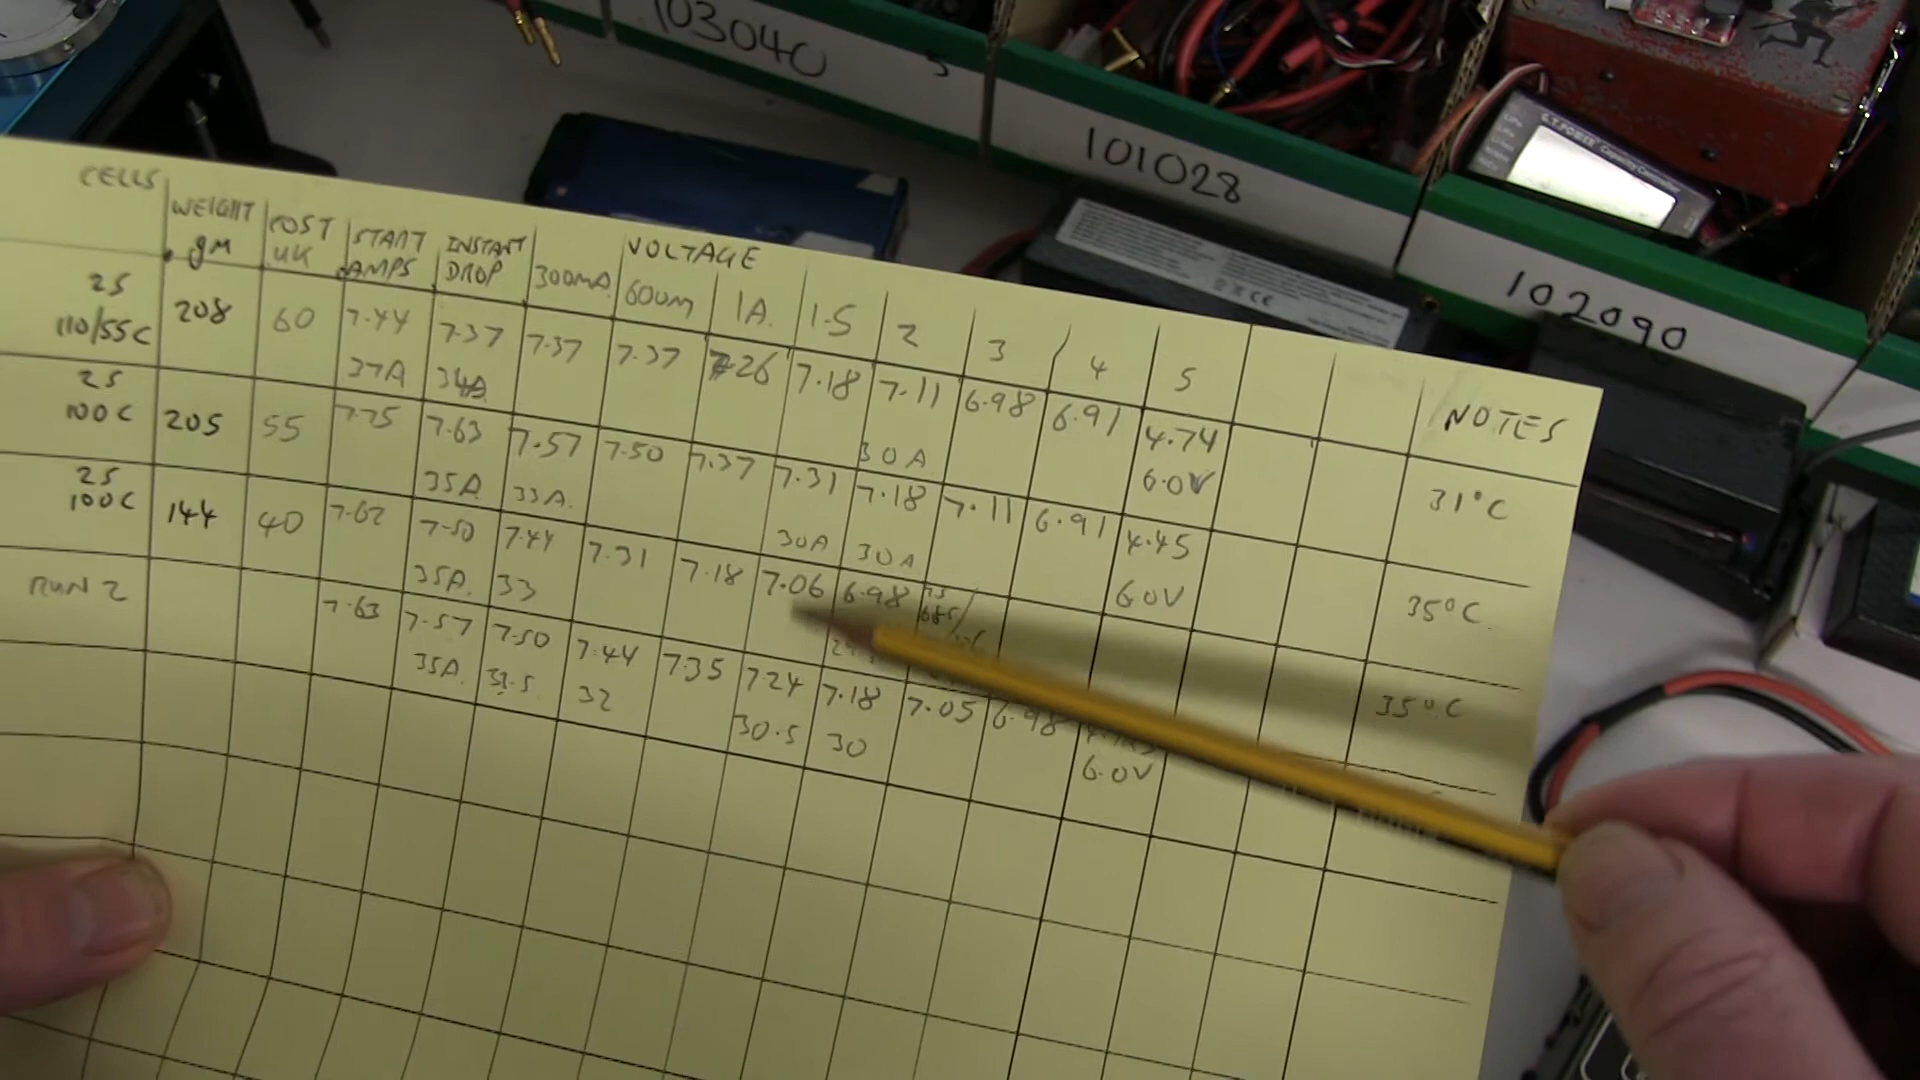 103040
101028
102090
G.T.POWER
CELLS WEIGHT gM COST UK START AMPS INSTANT DROP 300MA VOLTAGE 600M 1A. 1.5 2 3 4 5 NOTES
2S 110/55C 208 60 7.44 7.37 7.37 7.37 7.26 7.18 7.11 6.98 6.91 4.74 31°C
37A 34A 30A 6.0V
2S 100C 205 55 7.75 7.63 7.57 7.50 7.37 7.31 7.18 7.11 6.91 4.45 35°C
35A 33A. 30A 30A 6.0V
2S 100C 144 40 7.62 7.50 7.44 7.31 7.18 7.06 6.98 35°C
35A. 33
RUN 2 7.63 7.57 7.50 7.44 7.35 7.24 7.18 7.05 6.98
35A. 33.5 32 30.5 30 6.0V